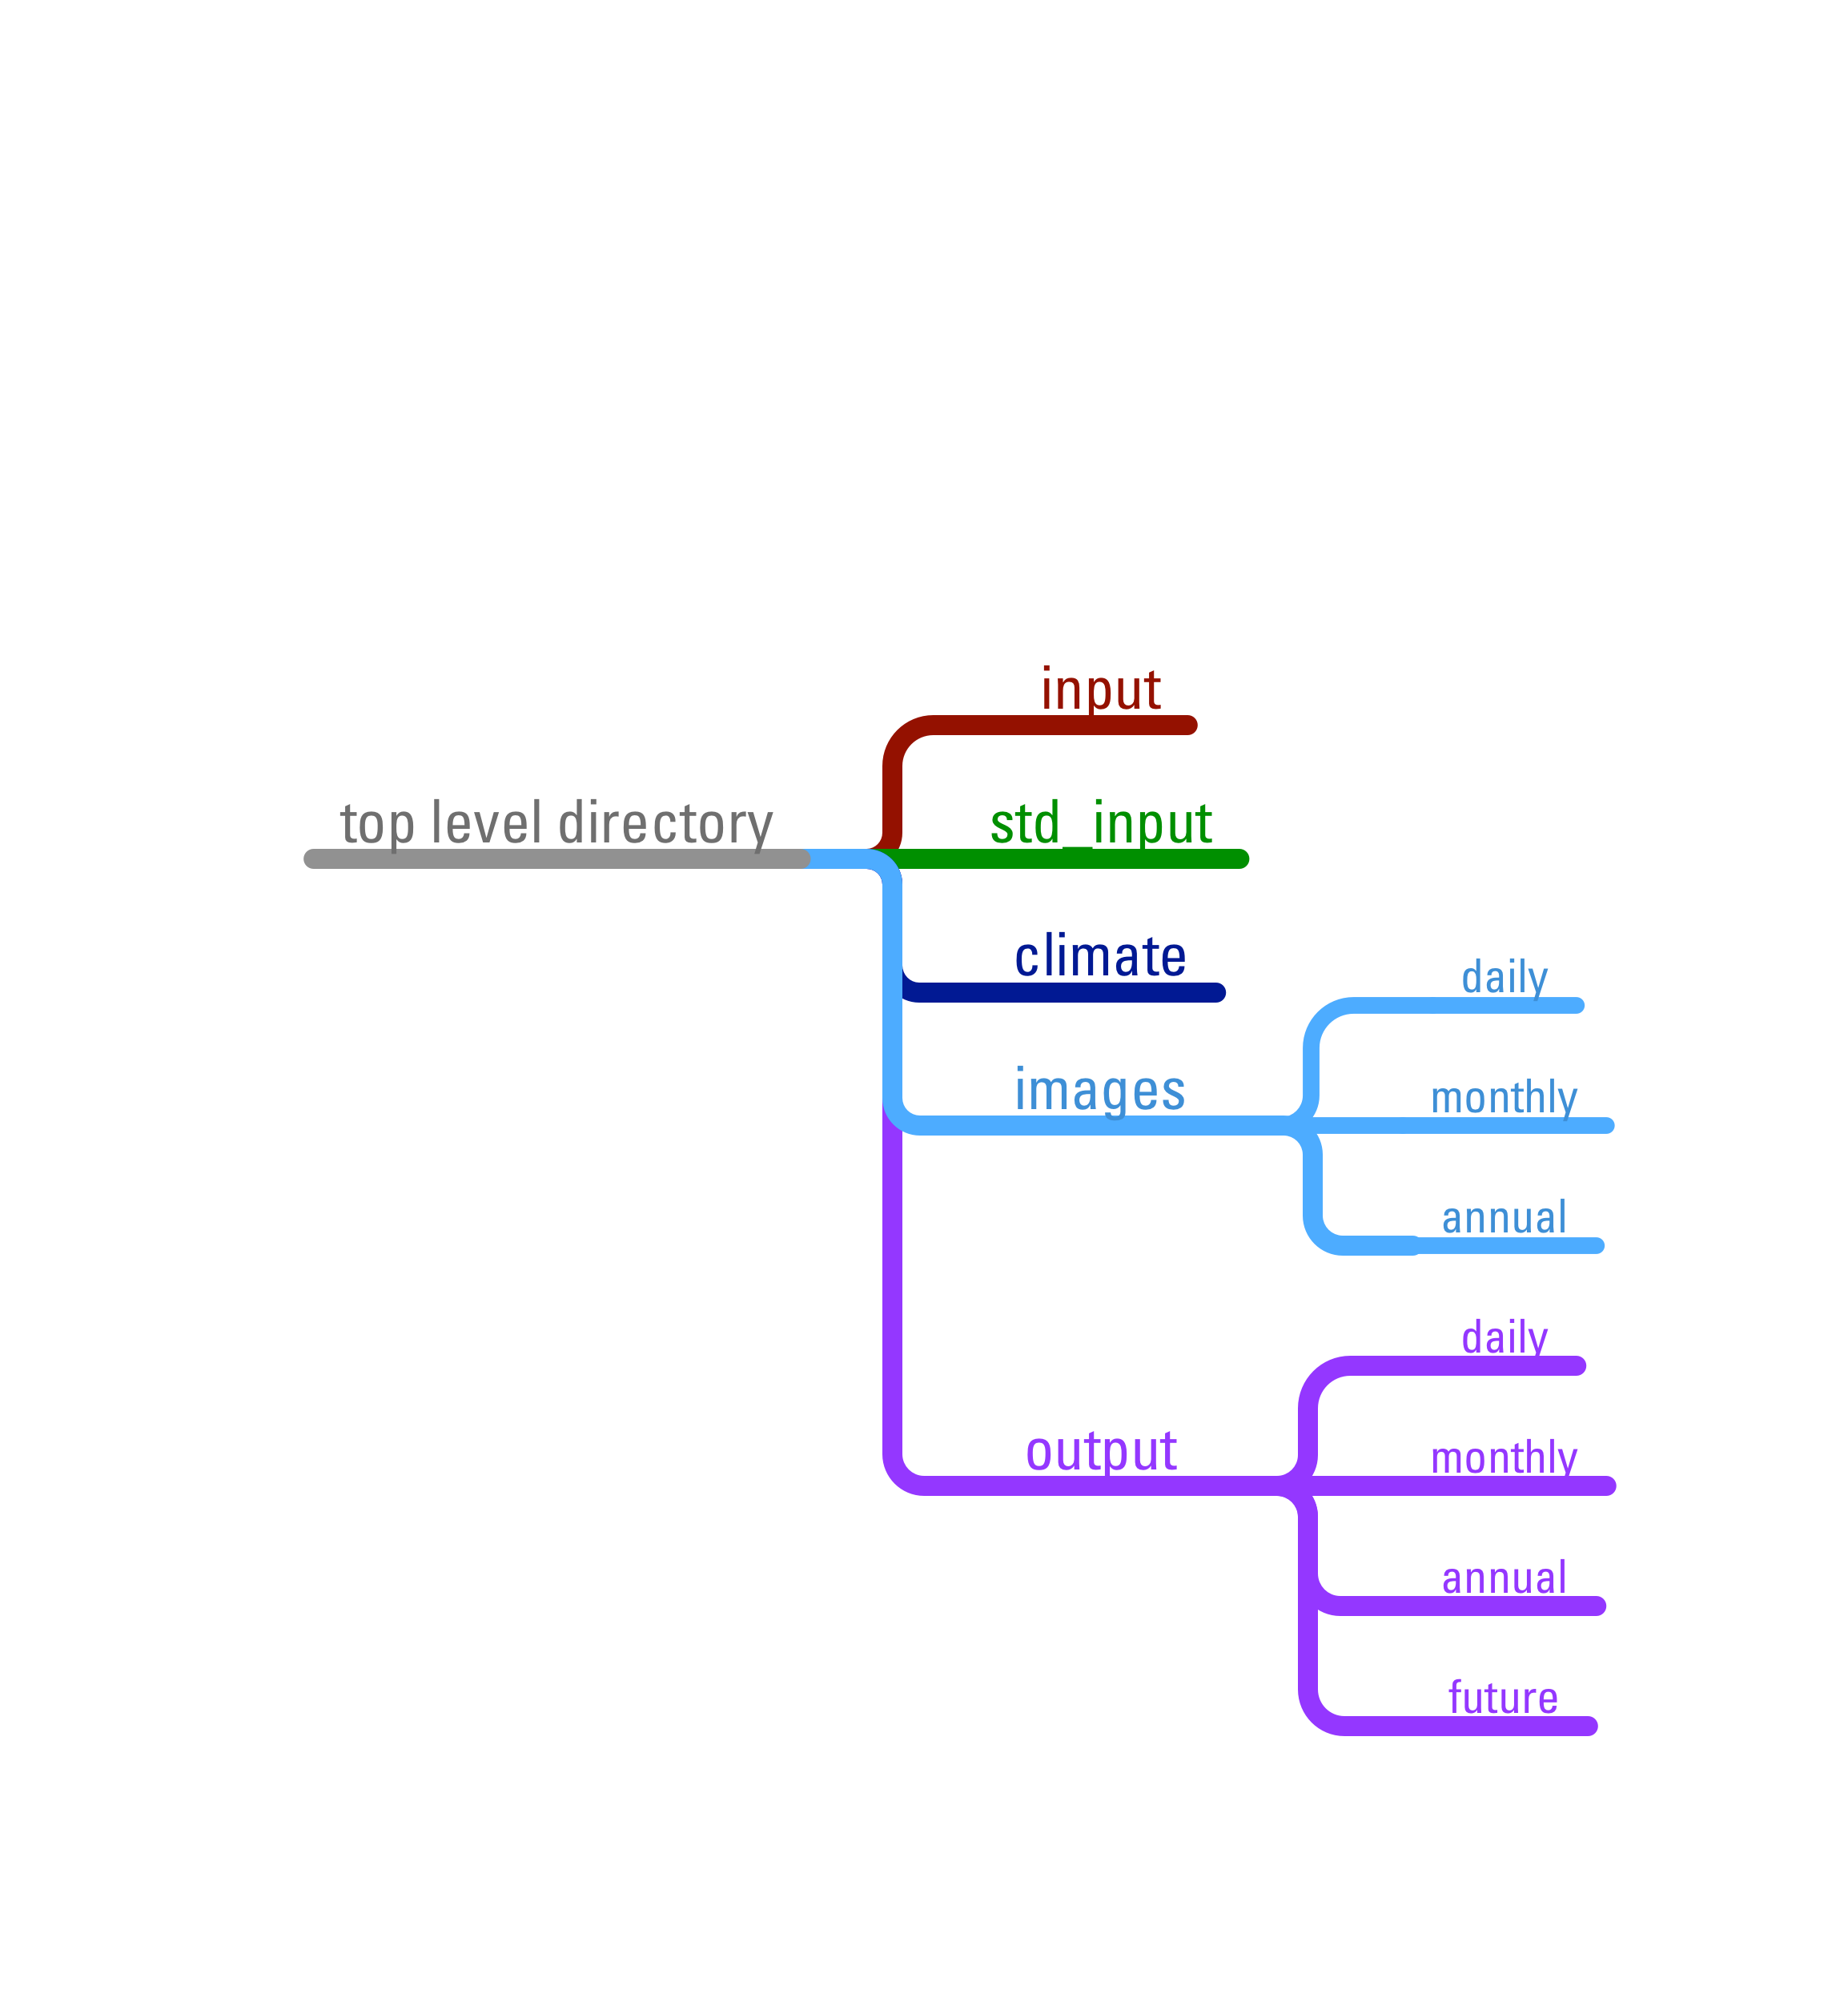 top level directory
input
std_input
climate
images
daily
monthly
annual
output
daily
monthly
annual
future